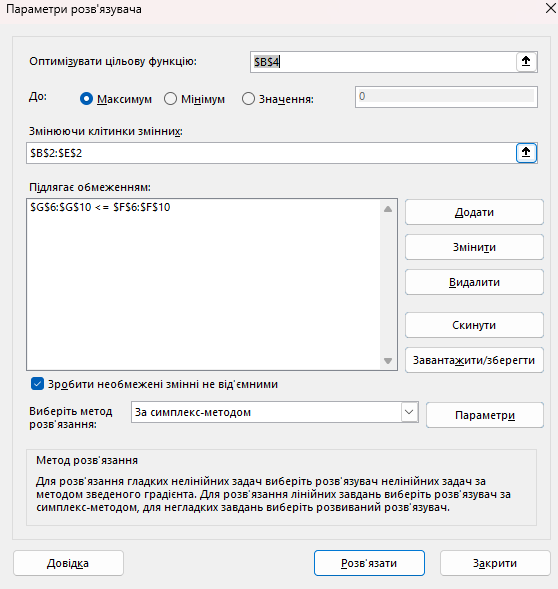 Параметри розв'язувача
Оптимізувати цільову функцію:
$B$4
До:
Максимум
Мінімум
Значення:
0
Змінюючи клітинки змінних:
$B$2:$E$2
Підлягає обмеженням:
$G$6:$G$10 <= $F$6:$F$10
Додати
Змінити
Видалити
Скинути
Завантажити/зберегти
Зробити необмежені змінні не від'ємними
Виберіть метод
розв'язання:
За симплекс-методом
Параметри
Метод розв'язання
Для розв'язання гладких нелінійних задач виберіть розв'язувач нелінійних задач за
методом зведеного градієнта. Для розв'язання лінійних завдань виберіть розв'язувач за
симплекс-методом, для негладких завдань виберіть розвиваний розв'язувач.
Довідка
Розв'язати
Закрити